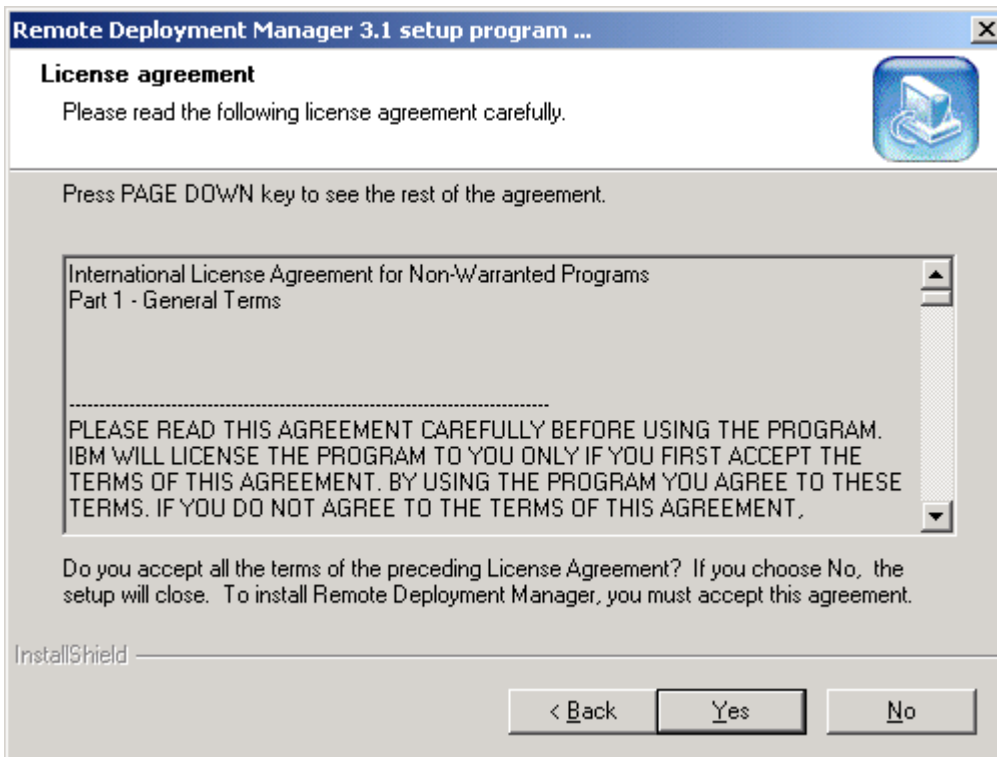 Remote Deployment Manager 3.1 setup program ...
License agreement
Please read the following license agreement carefully.
Press PAGE DOWN key to see the rest of the agreement.
International License Agreement for Non-Warranted Programs
Part 1 - General Terms
--------------------------------------------------------------------------------
PLEASE READ THIS AGREEMENT CAREFULLY BEFORE USING THE PROGRAM.
IBM WILL LICENSE THE PROGRAM TO YOU ONLY IF YOU FIRST ACCEPT THE
TERMS OF THIS AGREEMENT. BY USING THE PROGRAM YOU AGREE TO THESE
TERMS. IF YOU DO NOT AGREE TO THE TERMS OF THIS AGREEMENT,
Do you accept all the terms of the preceding License Agreement? If you choose No, the
setup will close. To install Remote Deployment Manager, you must accept this agreement.
InstallShield
< Back Yes No